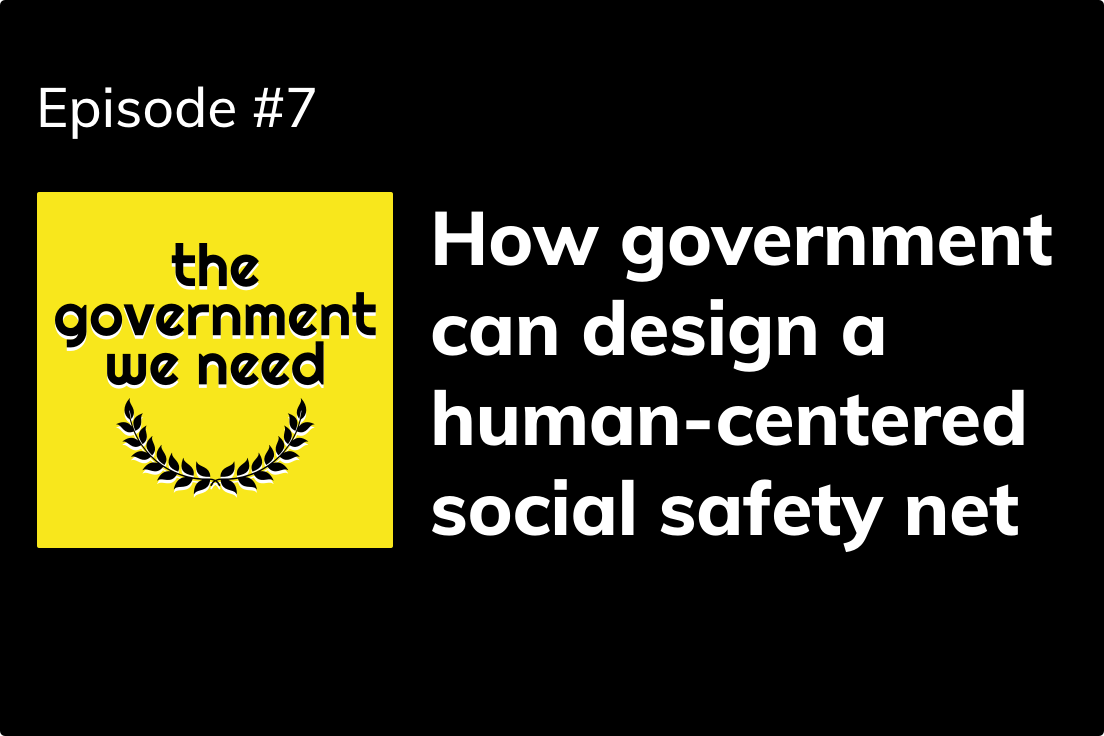 Episode #7
the
government
we need
How government
can design a
human-centered
social safety net